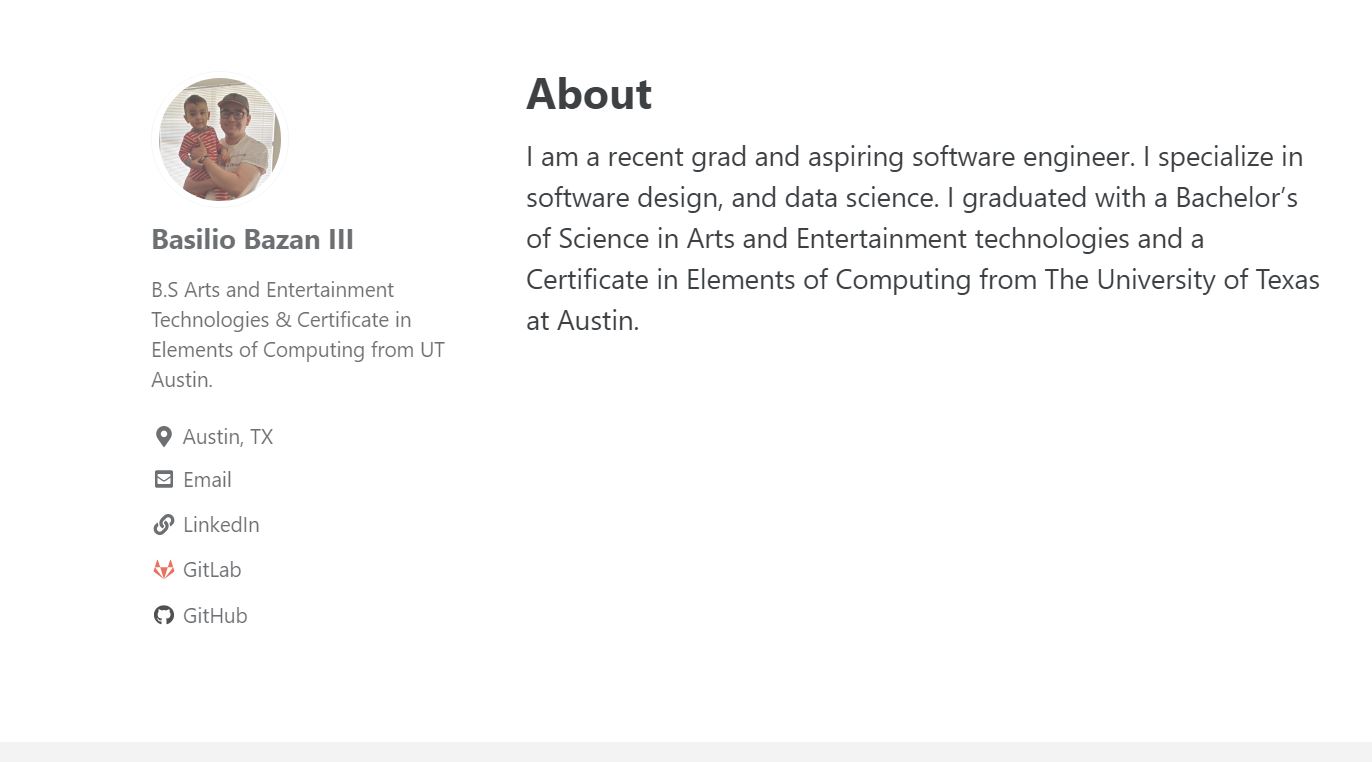 Basilio Bazan III
B.S Arts and Entertainment
Technologies & Certificate in
Elements of Computing from UT
Austin.
Austin, TX
Email
LinkedIn
GitLab
GitHub
About
I am a recent grad and aspiring software engineer. I specialize in
software design, and data science. I graduated with a Bachelor’s
of Science in Arts and Entertainment technologies and a
Certificate in Elements of Computing from The University of Texas
at Austin.